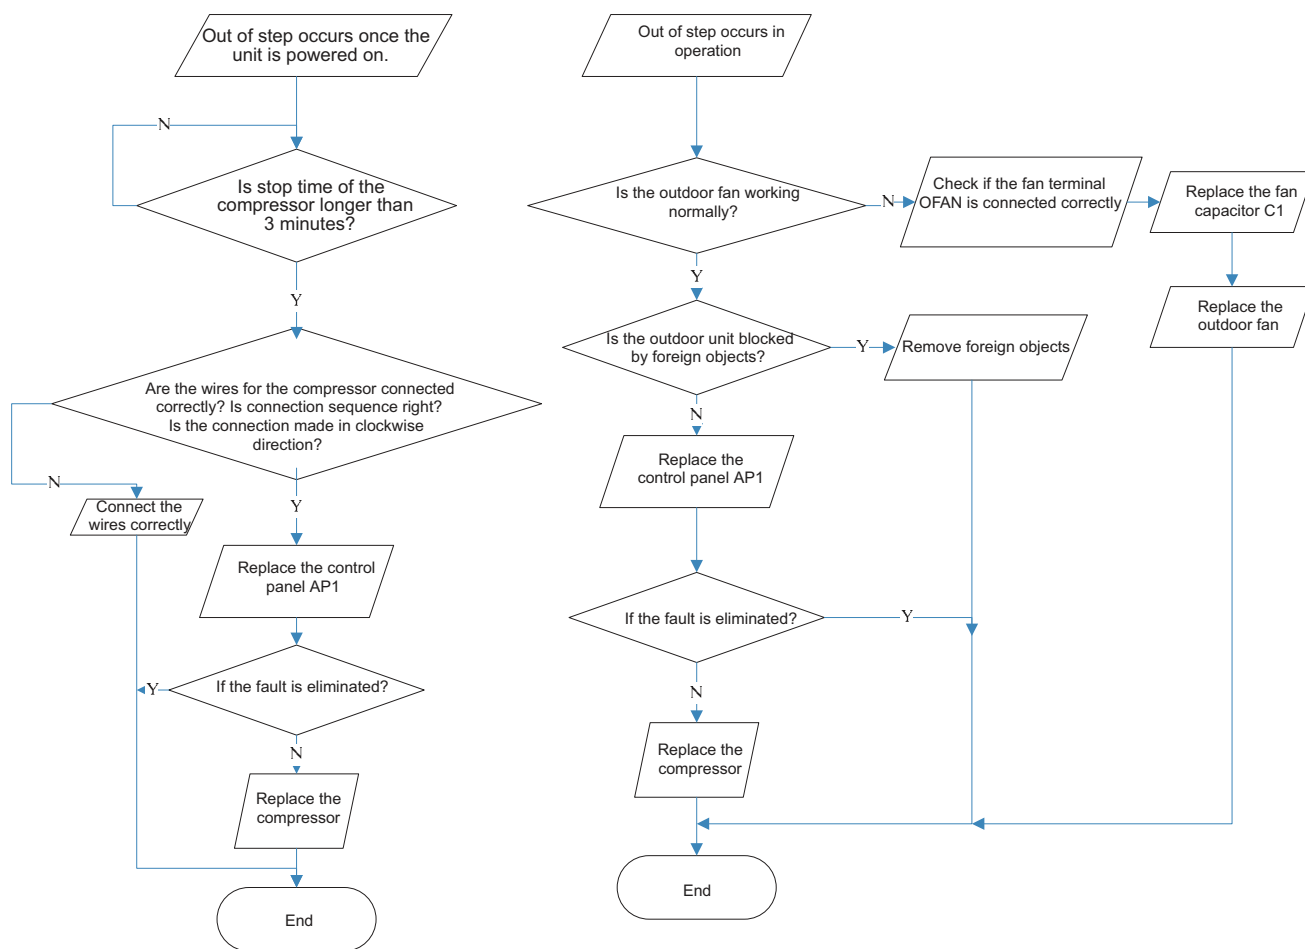 Out of step occurs once the
unit is powered on.
N
Is stop time of the
compressor longer than
3 minutes?
Y
Are the wires for the compressor connected
correctly? Is connection sequence right?
Is the connection made in clockwise
direction?
N
Connect the
wires correctly
Y
Replace the control
panel AP1
If the fault is eliminated?
Y
N
Replace the
compressor
End
Out of step occurs in
operation
Is the outdoor fan working
normally?
N
Check if the fan terminal
OFAN is connected correctly
Replace the fan
capacitor C1
Replace the
outdoor fan
Y
Is the outdoor unit blocked
by foreign objects?
Y
Remove foreign objects
N
Replace the
control panel AP1
If the fault is eliminated?
Y
N
Replace the
compressor
End